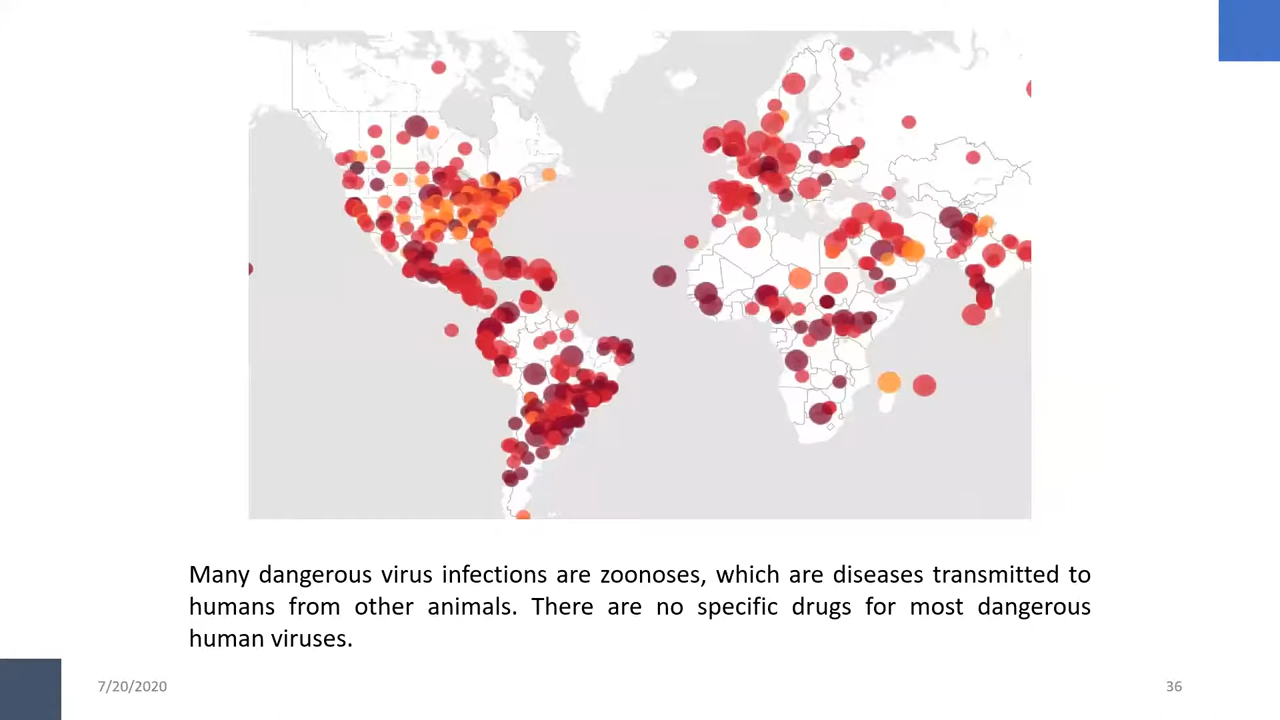 Many dangerous virus infections are zoonoses, which are diseases transmitted to
humans from other animals. There are no specific drugs for most dangerous
human viruses.
7/20/2020
36